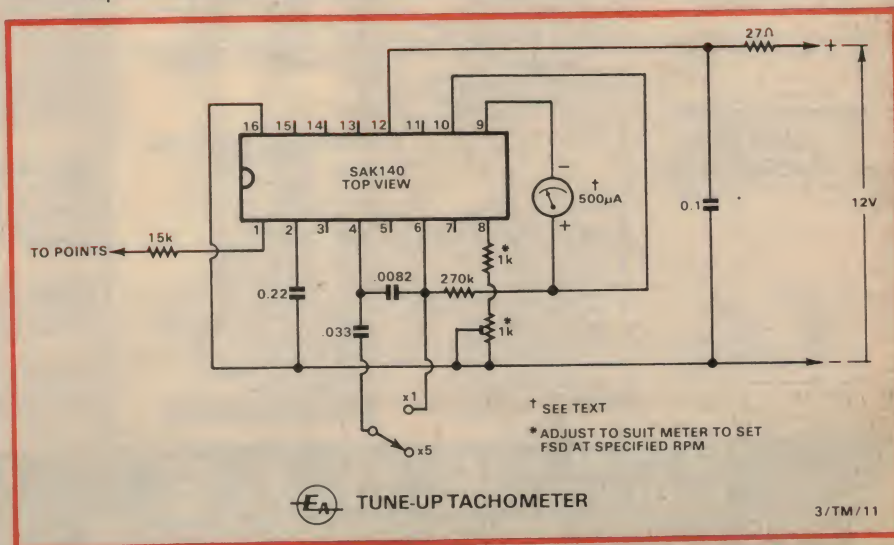 27Ω
+
16 15 14 13 12 11 10 9
SAK140
TOP VIEW
−
†
500µA
+
0.1
12V
1 2 3 4 5 6 7 8
TO POINTS
15k
*
1k
.0082
270k
0.22
*
1k
.033
−
x1
x5
† SEE TEXT
* ADJUST TO SUIT METER TO SET
FSD AT SPECIFIED RPM
EA TUNE-UP TACHOMETER
3/TM/11